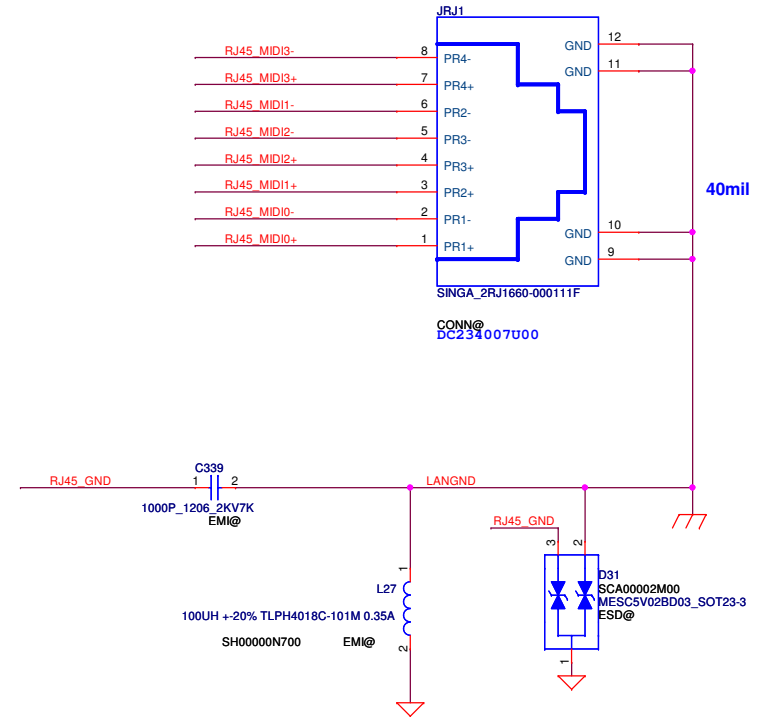 JRJ1
RJ45_MIDI3- 8 PR4- GND 12
RJ45_MIDI3+ 7 PR4+ GND 11
RJ45_MIDI1- 6 PR2-
RJ45_MIDI2- 5 PR3-
RJ45_MIDI2+ 4 PR3+
RJ45_MIDI1+ 3 PR2+
40mil
RJ45_MIDI0- 2 PR1- GND 10
RJ45_MIDI0+ 1 PR1+ GND 9
SINGA_2RJ1660-000111F
CONN@
DC234007U00
C339
RJ45_GND 1 2 LANGND
1000P_1206_2KV7K
EMI@
RJ45_GND
3 2
1
L27
100UH +-20% TLPH4018C-101M 0.35A
SH00000N700 EMI@
2
D31
SCA00002M00
MESC5V02BD03_SOT23-3
ESD@
1